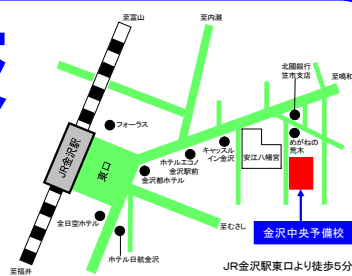 至富山
至内灘
北國銀行
笠市支店
至鳴和
フォーラス
JR金沢駅
東口
キャッスル
イン金沢
めがねの
荒木
ホテルエコノ
金沢駅前
安江八幡宮
金沢都ホテル
全日空ホテル
至むさし
金沢中央予備校
ホテル日航金沢
至福井
JR金沢駅東口より徒歩5分